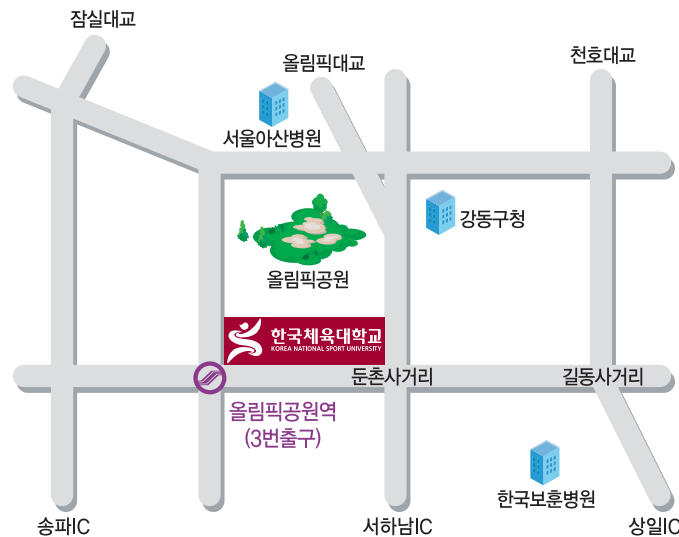 잠실대교
올림픽대교
천호대교
서울아산병원
강동구청
올림픽공원
한국체육대학교
KOREA NATIONAL SPORT UNIVERSITY
둔촌사거리
길동사거리
올림픽공원역
(3번출구)
한국보훈병원
송파IC
서하남IC
상일IC